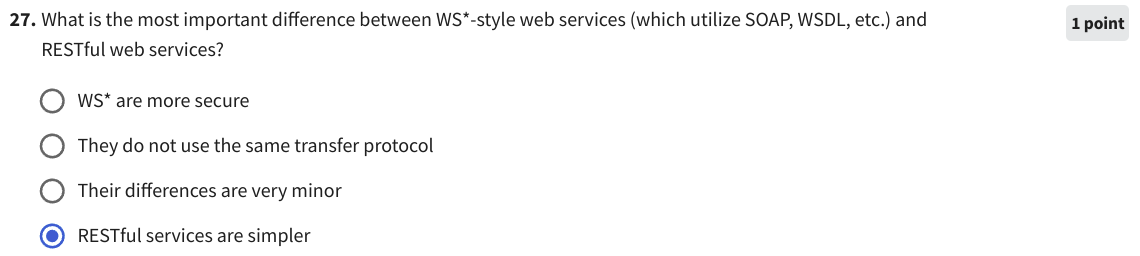 27. What is the most important difference between WS*-style web services (which utilize SOAP, WSDL, etc.) and
1 point
RESTful web services?
WS* are more secure
They do not use the same transfer protocol
Their differences are very minor
RESTful services are simpler